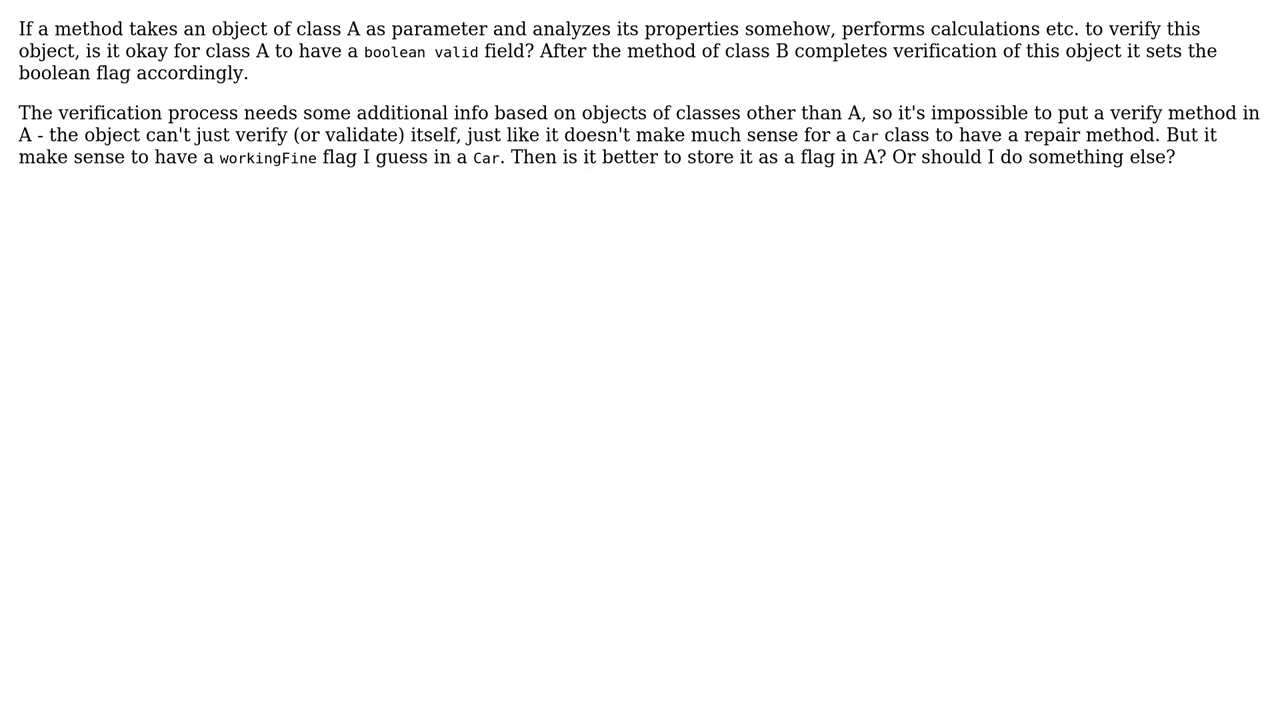 If a method takes an object of class A as parameter and analyzes its properties somehow, performs calculations etc. to verify this
object, is it okay for class A to have a boolean valid field? After the method of class B completes verification of this object it sets the
boolean flag accordingly.
The verification process needs some additional info based on objects of classes other than A, so it's impossible to put a verify method in
A - the object can't just verify (or validate) itself, just like it doesn't make much sense for a Car class to have a repair method. But it
make sense to have a workingFine flag I guess in a Car. Then is it better to store it as a flag in A? Or should I do something else?